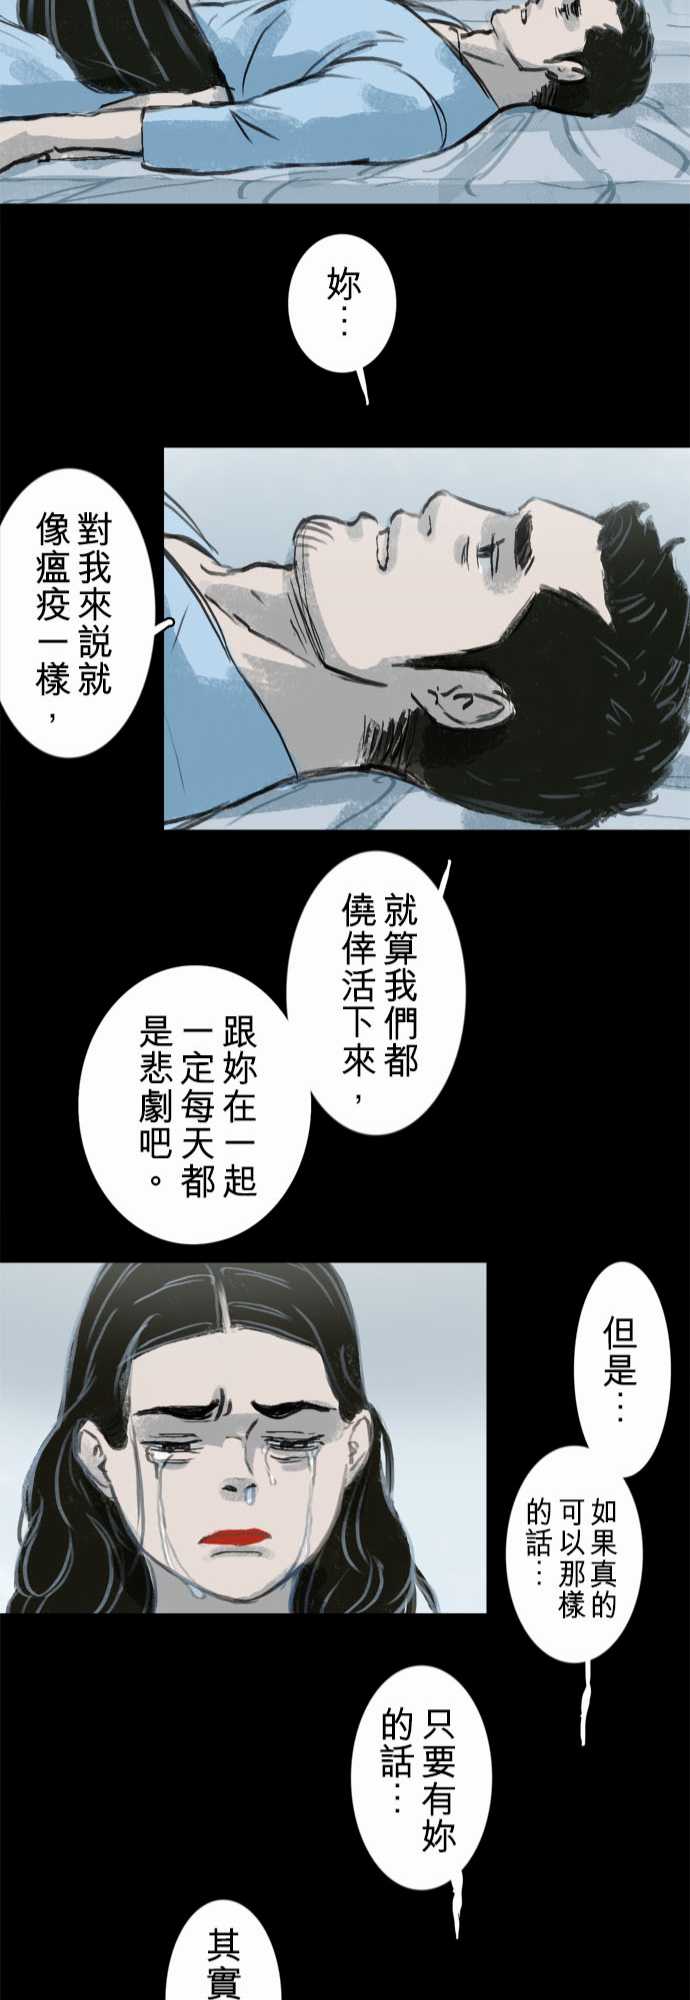 妳…
對我來説就
像瘟疫一樣，
就算我們都
僥倖活下來，
跟妳在一起
一定每天都
是悲劇吧。
但是…
如果真的
可以那樣
的話…
只要有妳
的話…
其實